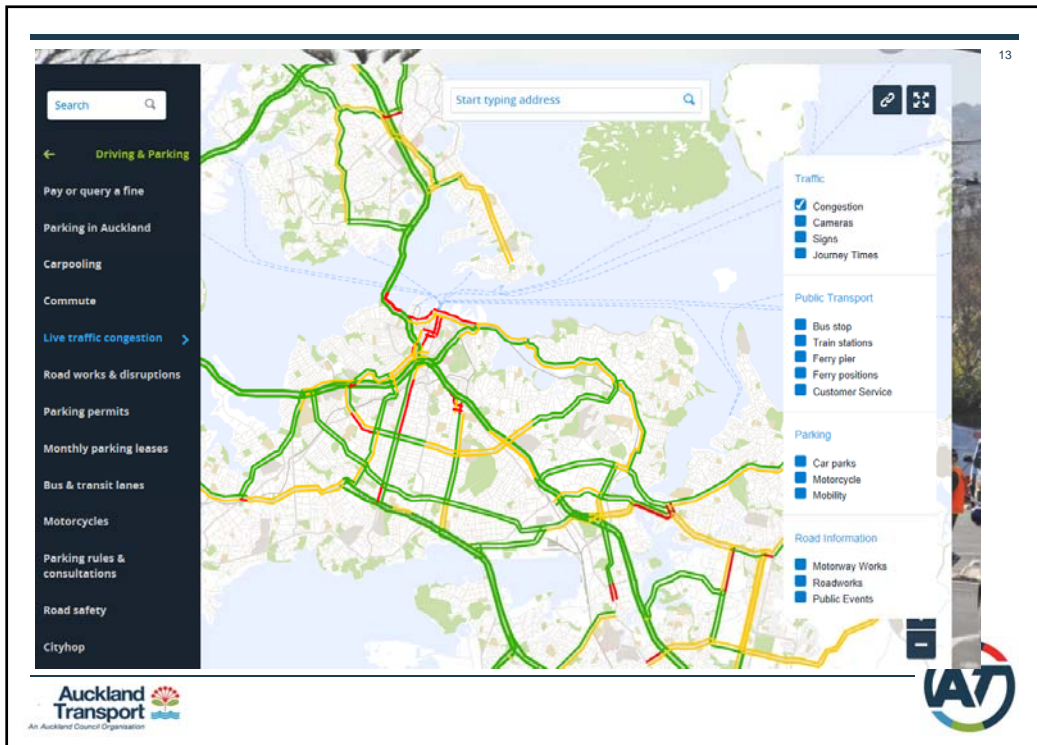 13
Search
Start typing address
Driving & Parking
Pay or query a fine
Parking in Auckland
Carpooling
Commute
Live traffic congestion
Road works & disruptions
Parking permits
Monthly parking leases
Bus & transit lanes
Motorcycles
Parking rules &
consultations
Road safety
Cityhop
Traffic
Congestion
Cameras
Signs
Journey Times
Public Transport
Bus stop
Train stations
Ferry pier
Ferry positions
Customer Service
Parking
Car parks
Motorcycle
Mobility
Road Information
Motorway Works
Roadworks
Public Events
Auckland
Transport
An Auckland Council Organisation
AT